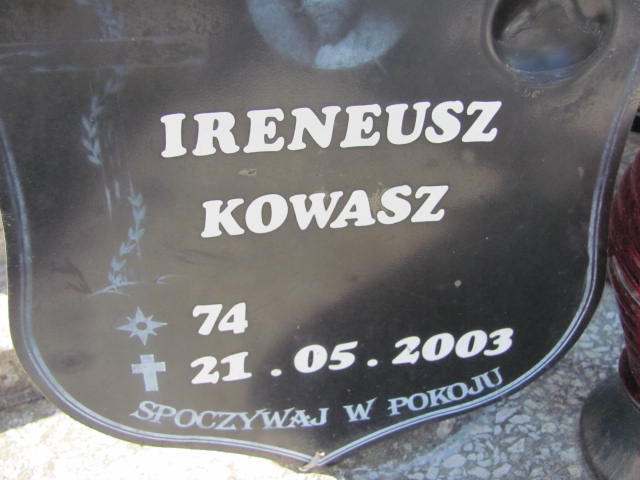 IRENEUSZ
KOWASZ
74
21.05.2003
SPOCZYWAJ W POKOJU